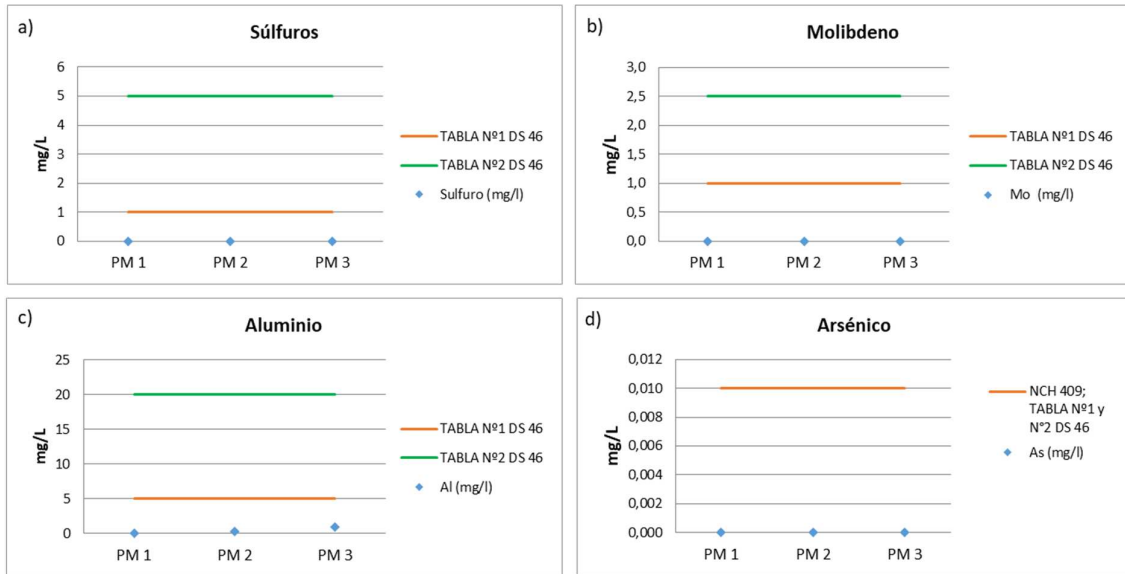 a)
Súlfuros
6
5
4
3
2
1
0
mg/L
PM 1 PM 2 PM 3
TABLA Nº1 DS 46
TABLA Nº2 DS 46
Sulfuro (mg/l)
b)
Molibdeno
3,0
2,5
2,0
1,5
1,0
0,5
0,0
mg/L
PM 1 PM 2 PM 3
TABLA Nº1 DS 46
TABLA Nº2 DS 46
Mo (mg/l)
c)
Aluminio
25
20
15
10
5
0
mg/L
PM 1 PM 2 PM 3
TABLA Nº1 DS 46
TABLA Nº2 DS 46
Al (mg/l)
d)
Arsénico
0,012
0,010
0,008
0,006
0,004
0,002
0,000
mg/L
PM 1 PM 2 PM 3
NCH 409;
TABLA Nº1 y
N°2 DS 46
As (mg/l)